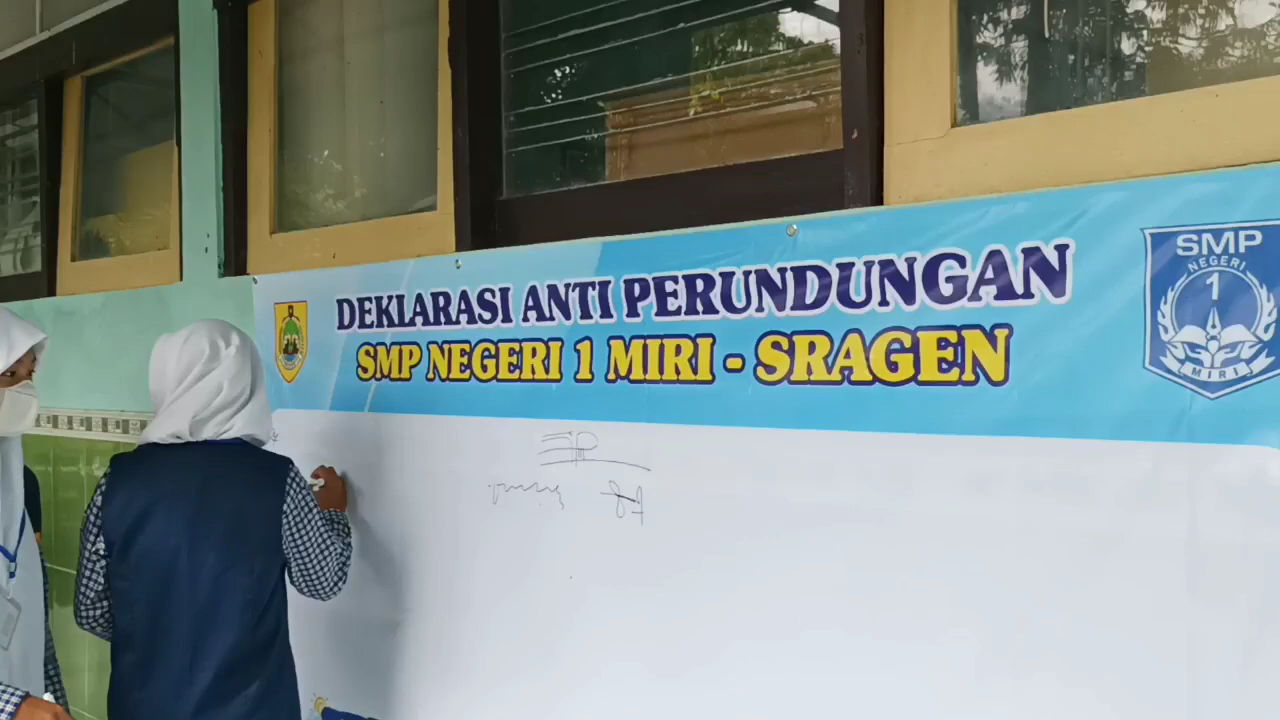 DEKLARASI ANTI PERUNDUNGAN
SMP NEGERI 1 MIRI - SRAGEN
SMP
NEGERI
1
MIRI